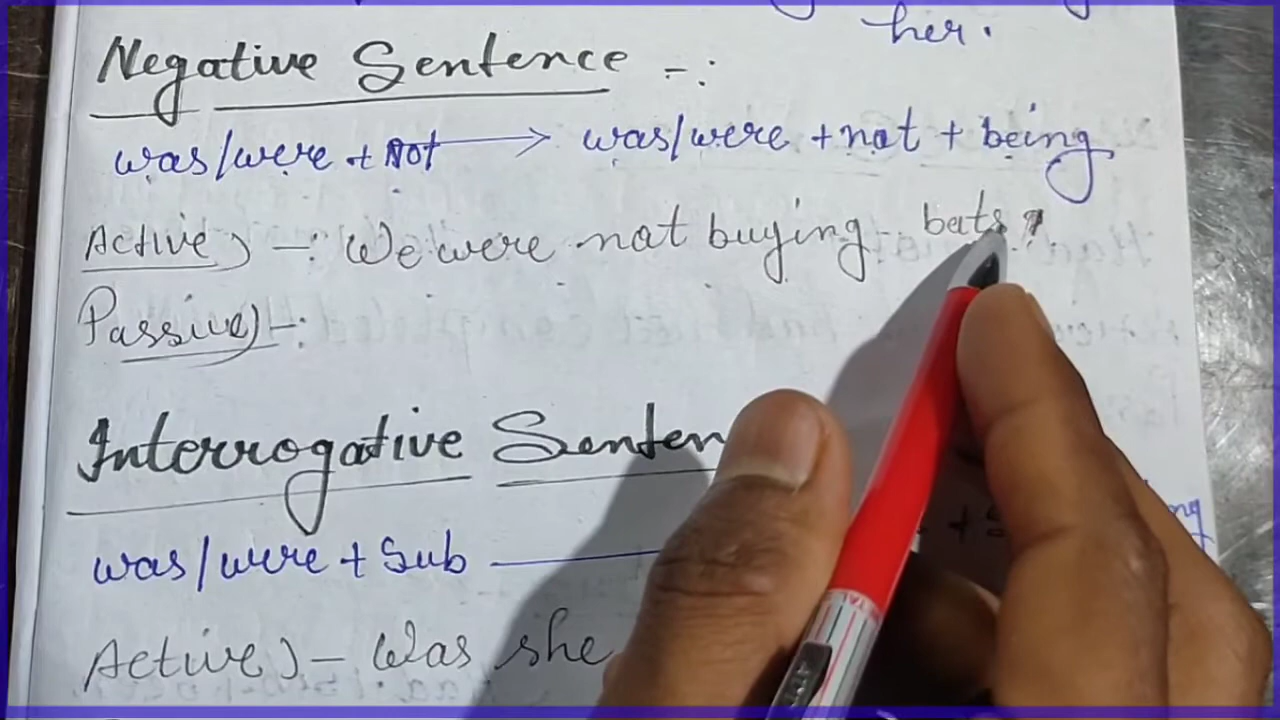 her.
Negative Sentence -:
was/were + Not → was/were + not + being
Active) -: We were not buying bats
Passive) -:
Interrogative Senten
was/were + Sub
+ S
ng
Active) - Was she